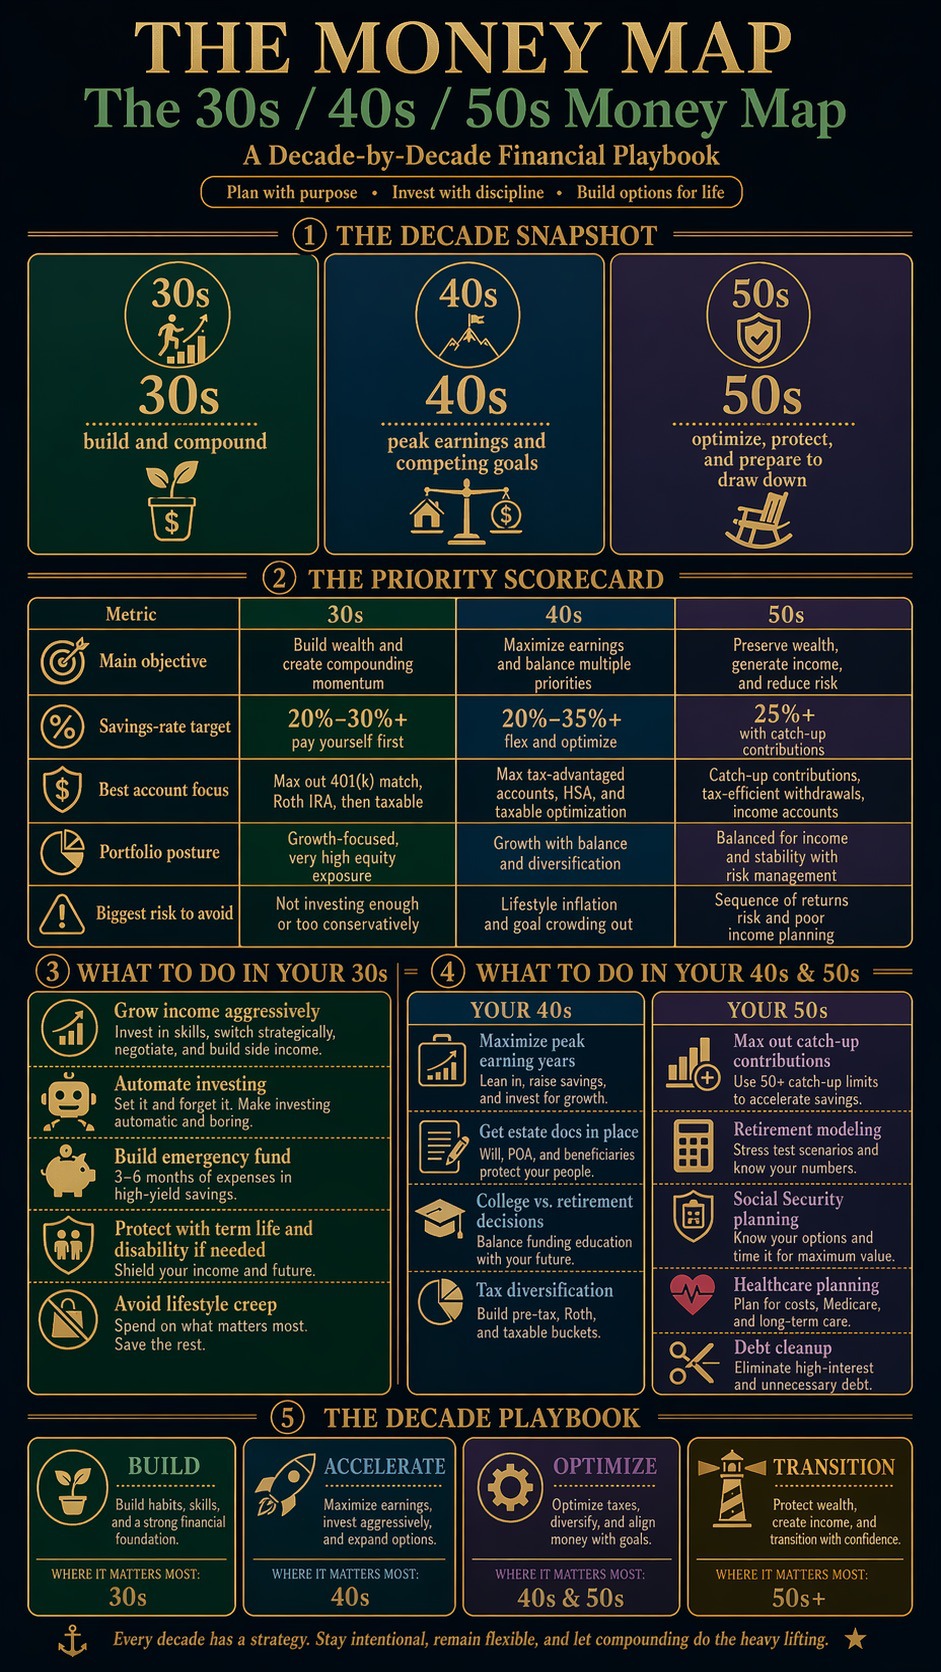 THE MONEY MAP
The 30s / 40s / 50s Money Map
A Decade-by-Decade Financial Playbook
Plan with purpose • Invest with discipline • Build options for life
1 THE DECADE SNAPSHOT
30s
30s
build and compound
$
40s
40s
peak earnings and
competing goals
$
50s
50s
optimize, protect,
and prepare to
draw down
2 THE PRIORITY SCORECARD
Metric
30s
40s
50s
Main objective
Build wealth and
create compounding
momentum
Maximize earnings
and balance multiple
priorities
Preserve wealth,
generate income,
and reduce risk
%
Savings-rate target
20%–30%+
pay yourself first
20%–35%+
flex and optimize
25%+
with catch-up
contributions
$
Best account focus
Max out 401(k) match,
Roth IRA, then taxable
Max tax-advantaged
accounts, HSA, and
taxable optimization
Catch-up contributions,
tax-efficient withdrawals,
income accounts
Portfolio posture
Growth-focused,
very high equity
exposure
Growth with balance
and diversification
Balanced for income
and stability with
risk management
Biggest risk to avoid
Not investing enough
or too conservatively
Lifestyle inflation
and goal crowding out
Sequence of returns
risk and poor
income planning
3 WHAT TO DO IN YOUR 30s
Grow income aggressively
Invest in skills, switch strategically,
negotiate, and build side income.
Automate investing
Set it and forget it. Make investing
automatic and boring.
Build emergency fund
3–6 months of expenses in
high-yield savings.
Protect with term life and
disability if needed
Shield your income and future.
Avoid lifestyle creep
Spend on what matters most.
Save the rest.
4 WHAT TO DO IN YOUR 40s & 50s
YOUR 40s
Maximize peak
earning years
Lean in, raise savings,
and invest for growth.
Get estate docs in place
Will, POA, and beneficiaries
protect your people.
College vs. retirement
decisions
Balance funding education
with your future.
Tax diversification
Build pre-tax, Roth,
and taxable buckets.
YOUR 50s
Max out catch-up
contributions
Use 50+ catch-up limits
to accelerate savings.
Retirement modeling
Stress test scenarios and
know your numbers.
Social Security
planning
Know your options and
time it for maximum value.
Healthcare planning
Plan for costs, Medicare,
and long-term care.
Debt cleanup
Eliminate high-interest
and unnecessary debt.
5 THE DECADE PLAYBOOK
BUILD
Build habits, skills,
and a strong financial
foundation.
WHERE IT MATTERS MOST:
30s
ACCELERATE
Maximize earnings,
invest aggressively,
and expand options.
WHERE IT MATTERS MOST:
40s
OPTIMIZE
Optimize taxes,
diversify, and align
money with goals.
WHERE IT MATTERS MOST:
40s & 50s
TRANSITION
Protect wealth,
create income, and
transition with confidence.
WHERE IT MATTERS MOST:
50s+
Every decade has a strategy. Stay intentional, remain flexible, and let compounding do the heavy lifting.